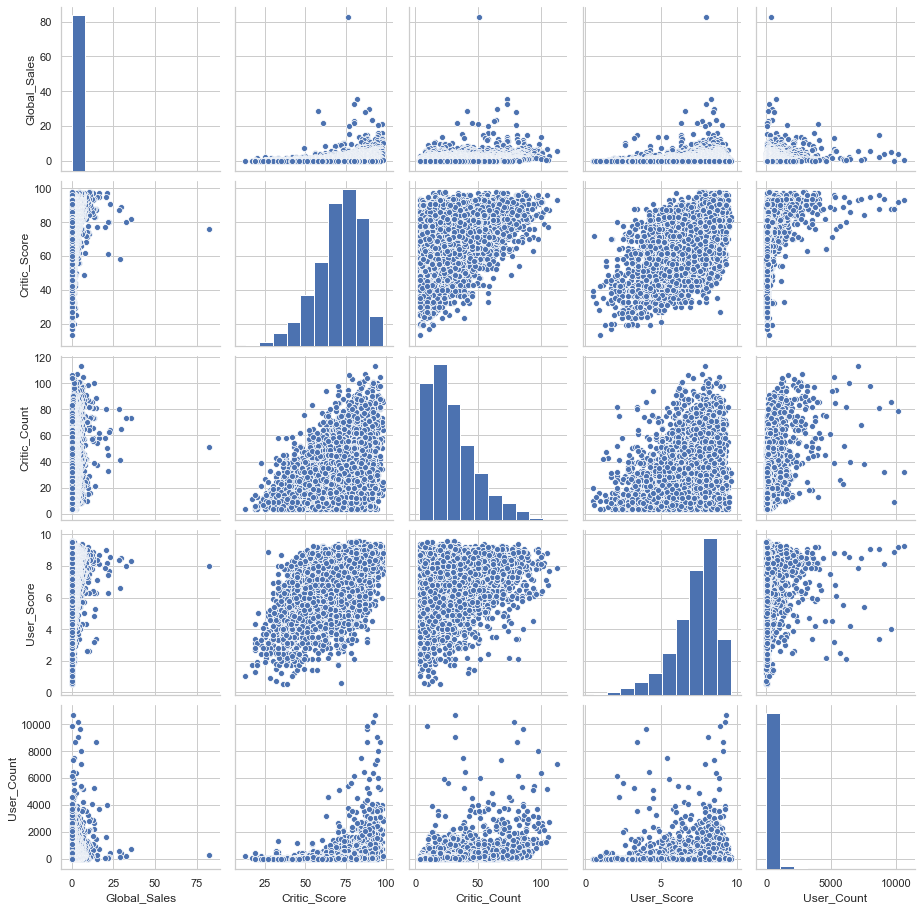 Global_Sales
80
60
40
20
0
Critic_Score
100
80
60
40
20
Critic_Count
120
100
80
60
40
20
0
User_Score
10
8
6
4
2
0
User_Count
10000
8000
6000
4000
2000
0
0 25 50 75
25 50 75 100
0 50 100
0 5 10
0 5000 10000
Global_Sales Critic_Score Critic_Count User_Score User_Count